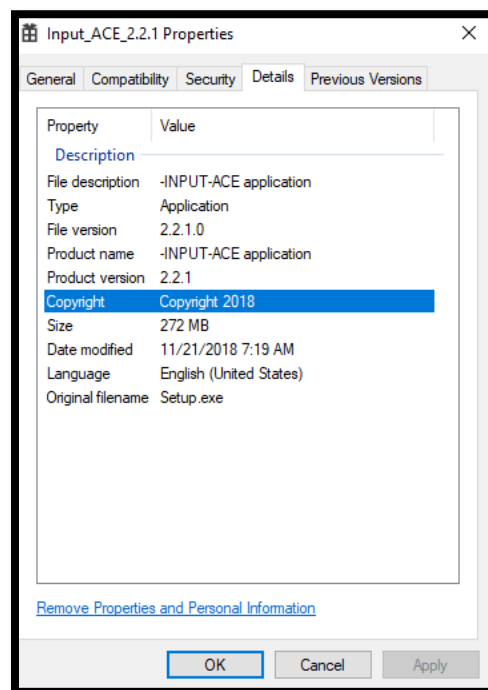 Input_ACE_2.2.1 Properties
General Compatibility Security Details Previous Versions
Property Value
Description
File description -INPUT-ACE application
Type Application
File version 2.2.1.0
Product name -INPUT-ACE application
Product version 2.2.1
Copyright Copyright 2018
Size 272 MB
Date modified 11/21/2018 7:19 AM
Language English (United States)
Original filename Setup.exe
Remove Properties and Personal Information
OK Cancel Apply